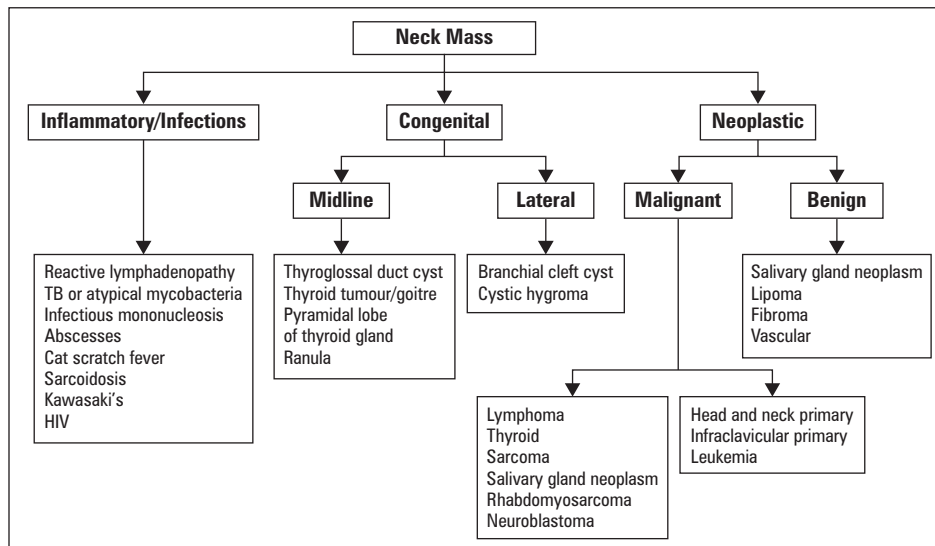 Neck Mass
Inflammatory/Infections
Congenital
Neoplastic
Midline
Lateral
Malignant
Benign
Reactive lymphadenopathy
TB or atypical mycobacteria
Infectious mononucleosis
Abscesses
Cat scratch fever
Sarcoidosis
Kawasaki's
HIV
Thyroglossal duct cyst
Thyroid tumour/goitre
Pyramidal lobe
of thyroid gland
Ranula
Branchial cleft cyst
Cystic hygroma
Salivary gland neoplasm
Lipoma
Fibroma
Vascular
Lymphoma
Thyroid
Sarcoma
Salivary gland neoplasm
Rhabdomyosarcoma
Neuroblastoma
Head and neck primary
Infraclavicular primary
Leukemia